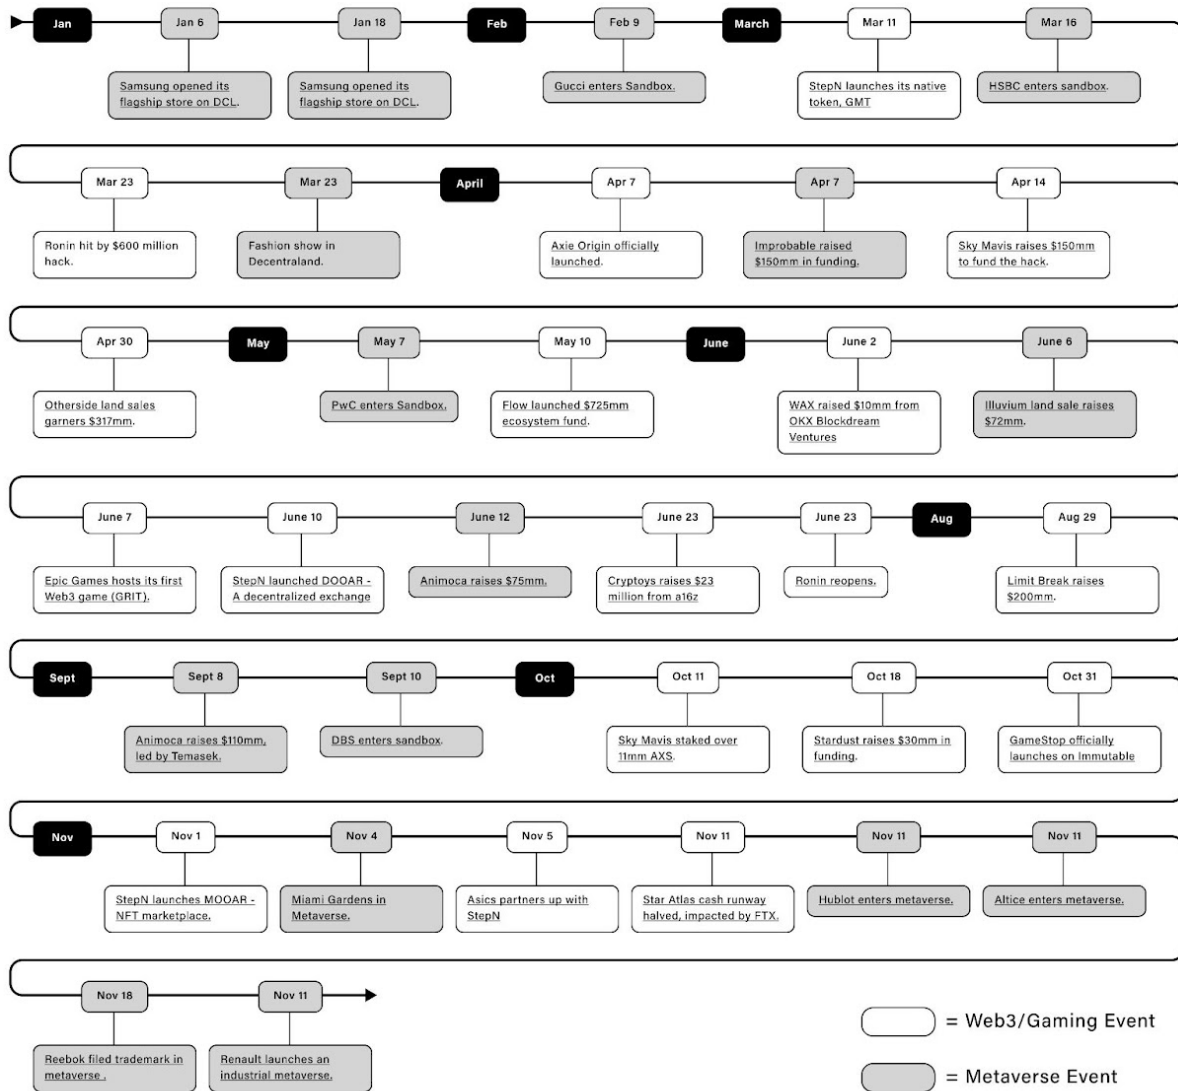 Jan
Jan 6
Jan 18
Feb
Feb 9
March
Mar 11
Mar 16
Samsung opened its
flagship store on DCL.
Samsung opened its
flagship store on DCL.
Gucci enters Sandbox.
StepN launches its native
token, GMT
HSBC enters sandbox.
Mar 23
Mar 23
April
Apr 7
Apr 7
Apr 14
Ronin hit by $600 million
hack.
Fashion show in
Decentraland.
Axie Origin officially
launched.
Improbable raised
$150mm in funding.
Sky Mavis raises $150mm
to fund the hack.
Apr 30
May
May 7
May 10
June
June 2
June 6
Otherside land sales
garners $317mm.
PwC enters Sandbox.
Flow launched $725mm
ecosystem fund.
WAX raised $10mm from
OKX Blockdream
Ventures
Illuvium land sale raises
$72mm.
June 7
June 10
June 12
June 23
June 23
Aug
Aug 29
Epic Games hosts its first
Web3 game (GRIT).
StepN launched DOOAR -
A decentralized exchange
Animoca raises $75mm.
Cryptoys raises $23
million from a16z
Ronin reopens.
Limit Break raises
$200mm.
Sept
Sept 8
Sept 10
Oct
Oct 11
Oct 18
Oct 31
Animoca raises $110mm,
led by Temasek.
DBS enters sandbox.
Sky Mavis staked over
11mm AXS.
Stardust raises $30mm in
funding.
GameStop officially
launches on Immutable
Nov
Nov 1
Nov 4
Nov 5
Nov 11
Nov 11
Nov 11
StepN launches MOOAR -
NFT marketplace.
Miami Gardens in
Metaverse.
Asics partners up with
StepN
Star Atlas cash runway
halved, impacted by FTX.
Hublot enters metaverse.
Altice enters metaverse.
Nov 18
Nov 11
Reebok filed trademark in
metaverse .
Renault launches an
industrial metaverse.
= Web3/Gaming Event
= Metaverse Event